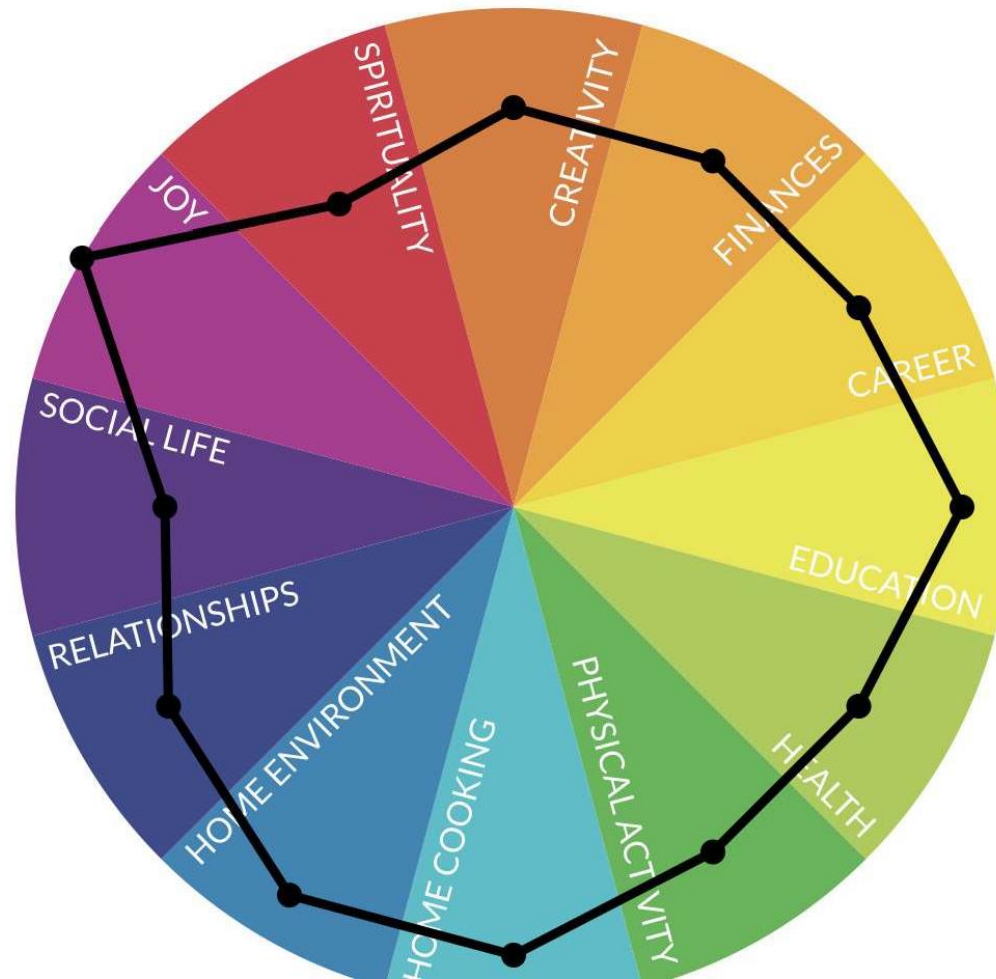 SPIRITUALITY
CREATIVITY
FINANCES
CAREER
EDUCATION
HEALTH
PHYSICAL ACTIVITY
HOME COOKING
HOME ENVIRONMENT
RELATIONSHIPS
SOCIAL LIFE
JOY